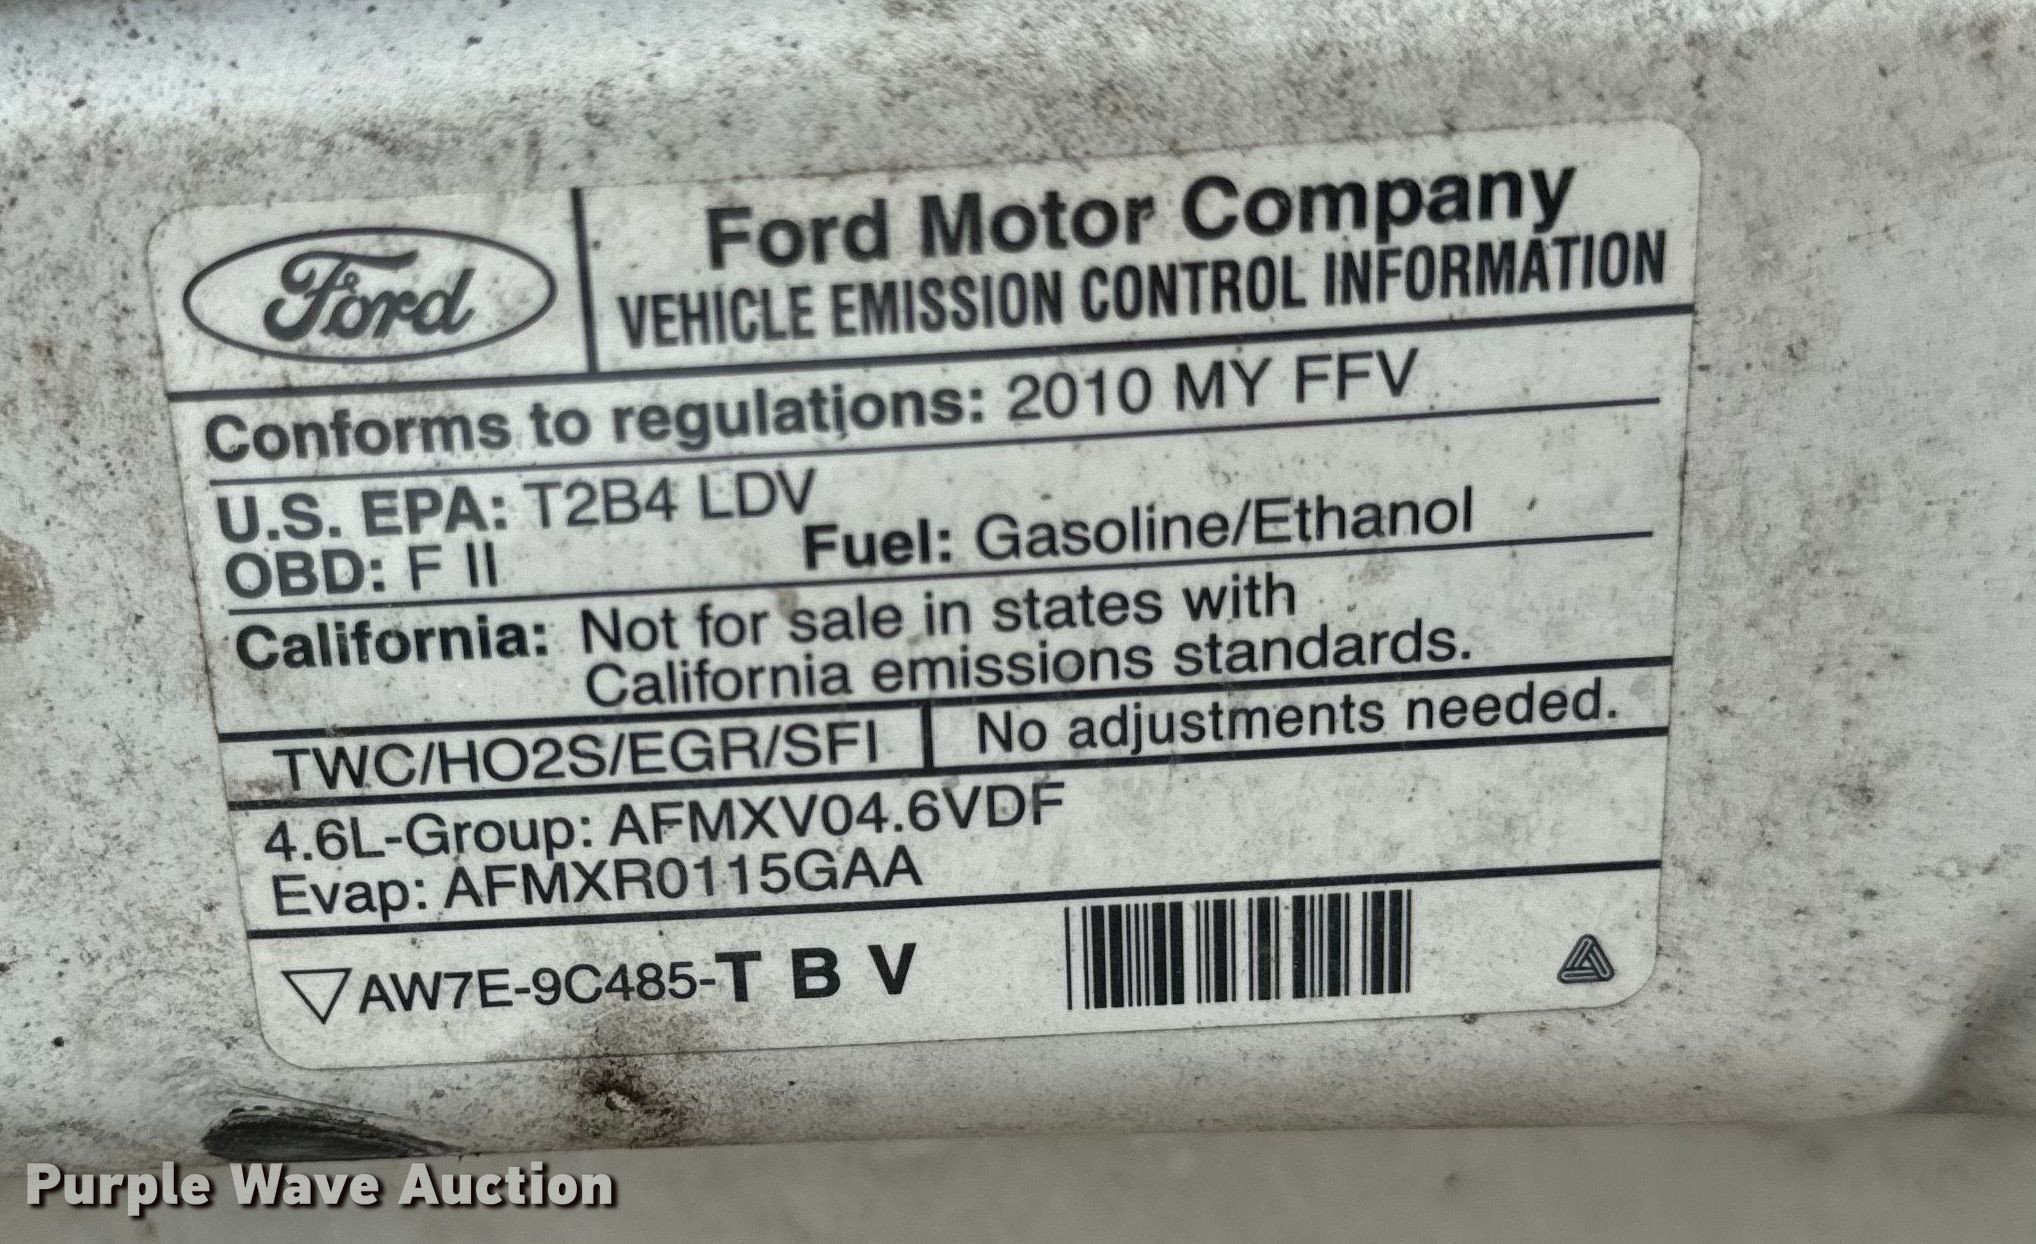 Ford
Ford Motor Company
VEHICLE EMISSION CONTROL INFORMATION
Conforms to regulations: 2010 MY FFV
U.S. EPA: T2B4 LDV
OBD: F II Fuel: Gasoline/Ethanol
California: Not for sale in states with
California emissions standards.
TWC/HO2S/EGR/SFI No adjustments needed.
4.6L-Group: AFMXV04.6VDF
Evap: AFMXR0115GAA
AW7E-9C485-T B V
Purple Wave Auction